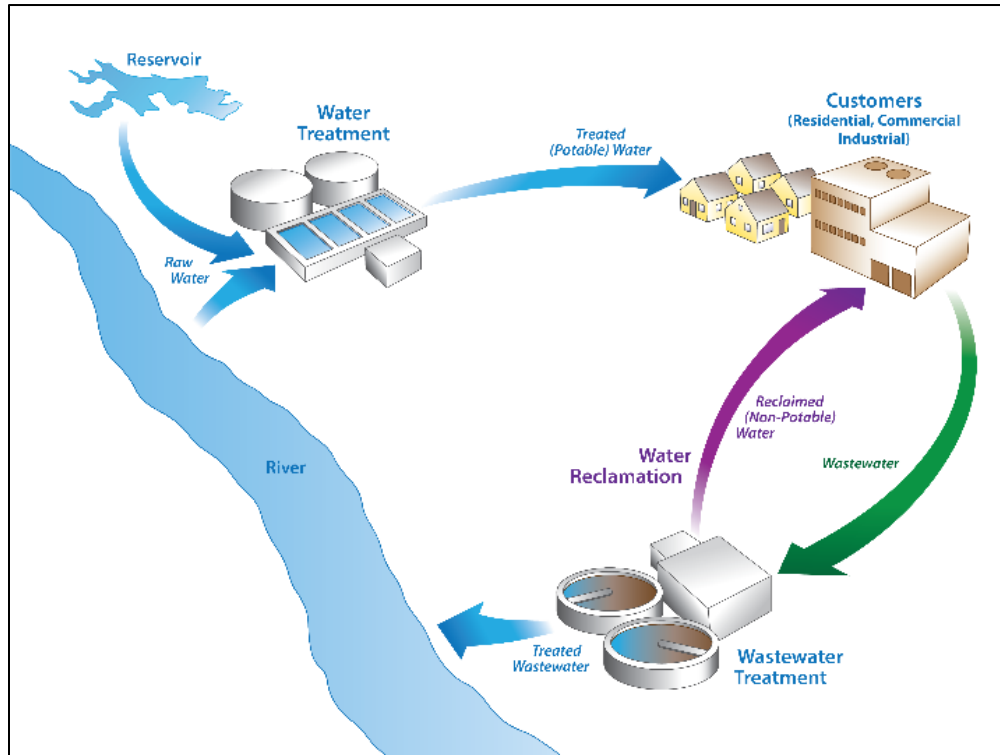 Reservoir
Water
Treatment
Treated
(Potable) Water
Customers
(Residential, Commercial
Industrial)
Raw
Water
River
Reclaimed
(Non-Potable)
Water
Water
Reclamation
Wastewater
Treated
Wastewater
Wastewater
Treatment